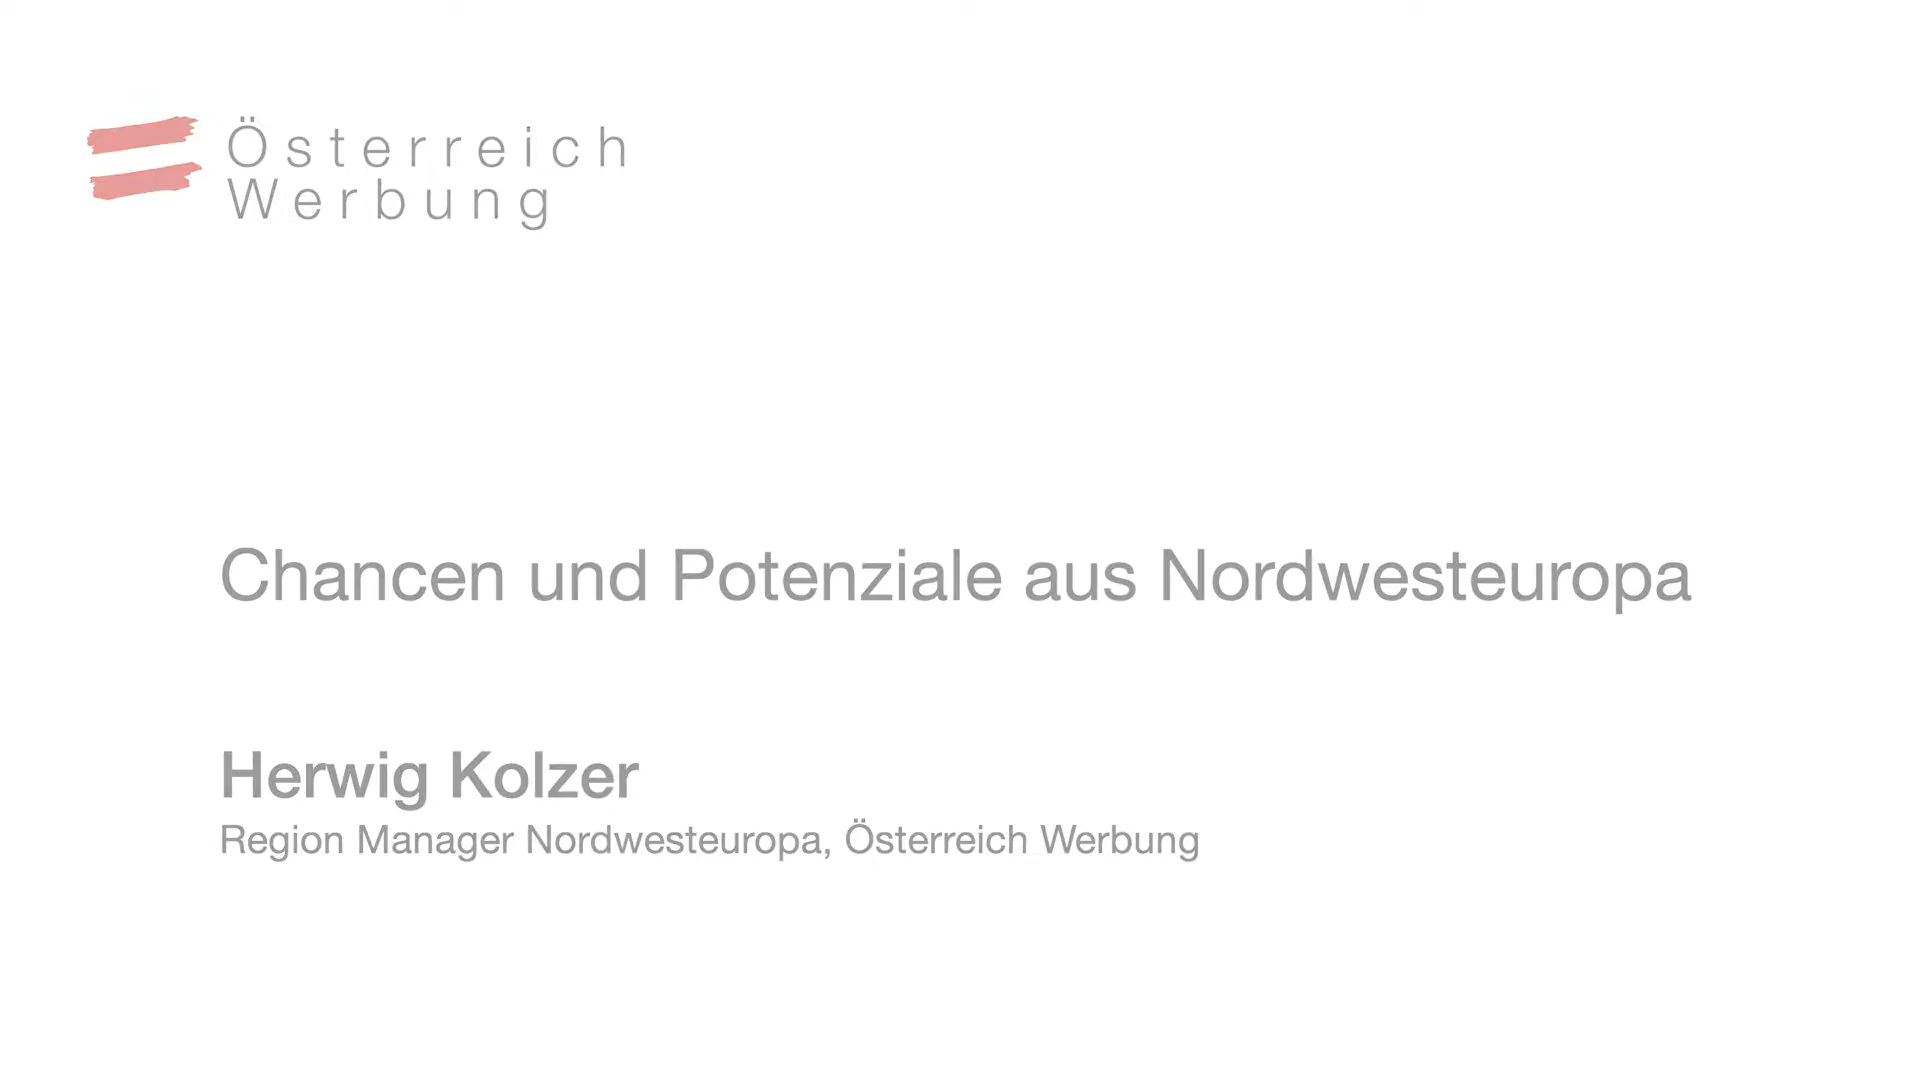 Österreich
Werbung
Chancen und Potenziale aus Nordwesteuropa
Herwig Kolzer
Region Manager Nordwesteuropa, Österreich Werbung